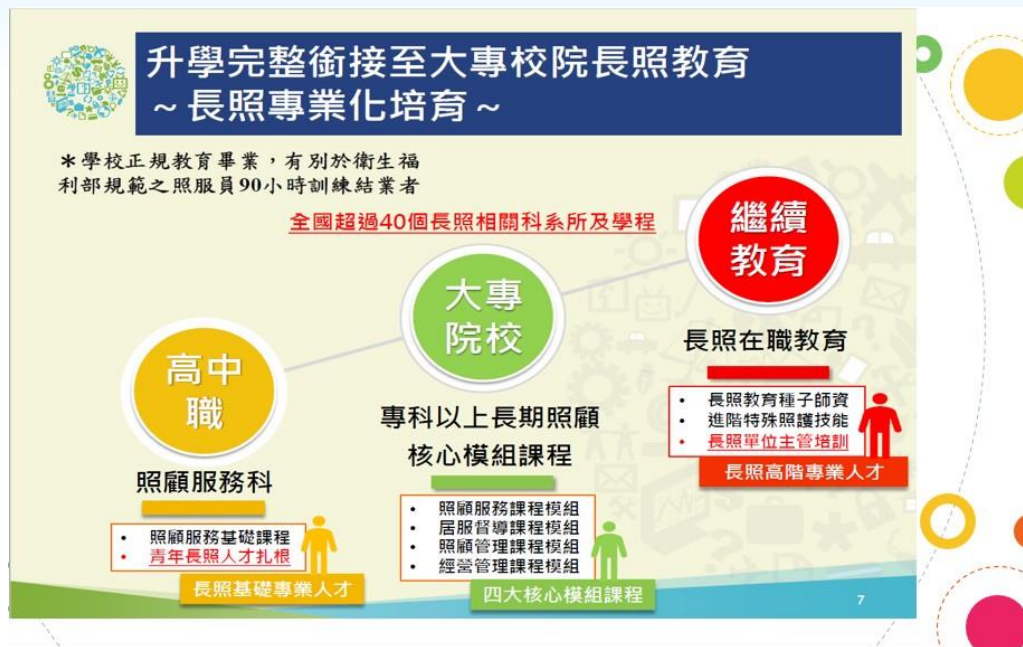 升學完整銜接至大專校院長照教育
～長照專業化培育～
＊學校正規教育畢業，有別於衛生福
利部規範之照服員90小時訓練結業者
全國超過40個長照相關科系所及學程
繼續
教育
大專
院校
高中
職
長照在職教育
• 長照教育種子師資
• 進階特殊照護技能
• 長照單位主管培訓
長照高階專業人才
專科以上長期照顧
核心模組課程
• 照顧服務課程模組
• 居服督導課程模組
• 照顧管理課程模組
• 經營管理課程模組
四大核心模組課程
照顧服務科
• 照顧服務基礎課程
• 青年長照人才扎根
長照基礎專業人才
7